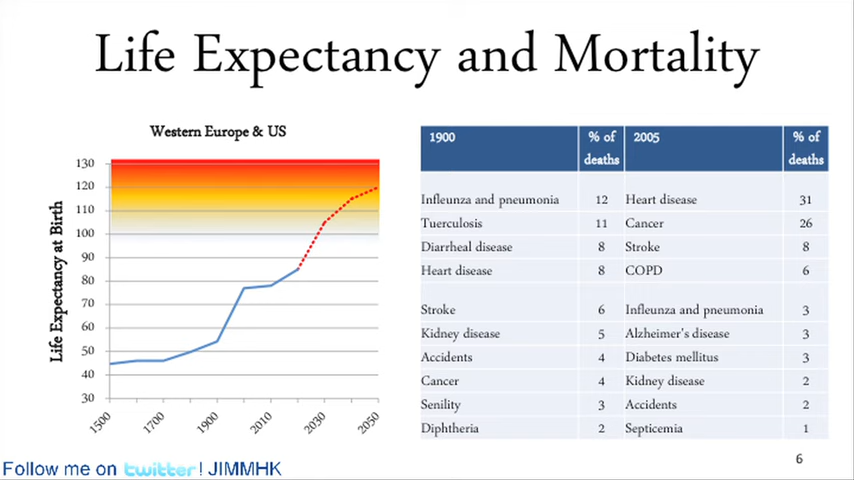 Life Expectancy and Mortality
Western Europe & US
Life Expectancy at Birth
130
120
110
100
90
80
70
60
50
40
30
1500
1700
1900
2010
2030
2050
1900 % of deaths 2005 % of deaths
Infleunza and pneumonia 12 Heart disease 31
Tuerculosis 11 Cancer 26
Diarrheal disease 8 Stroke 8
Heart disease 8 COPD 6
Stroke 6 Infleunza and pneumonia 3
Kidney disease 5 Alzheimer's disease 3
Accidents 4 Diabetes mellitus 3
Cancer 4 Kidney disease 2
Senility 3 Accidents 2
Diphtheria 2 Septicemia 1
6
Follow me on twitter! JIMMHK